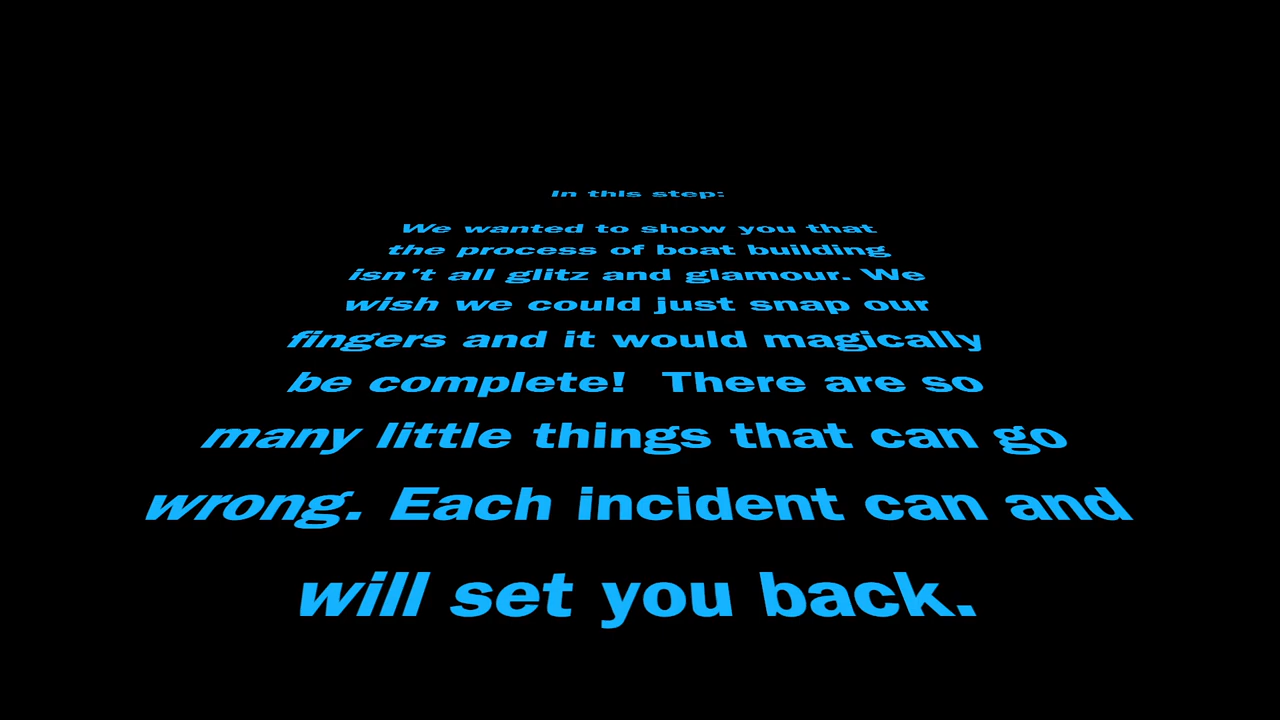 In this step:
We wanted to show you that
the process of boat building
isn't all glitz and glamour. We
wish we could just snap our
fingers and it would magically
be complete!  There are so
many little things that can go
wrong. Each incident can and
will set you back.